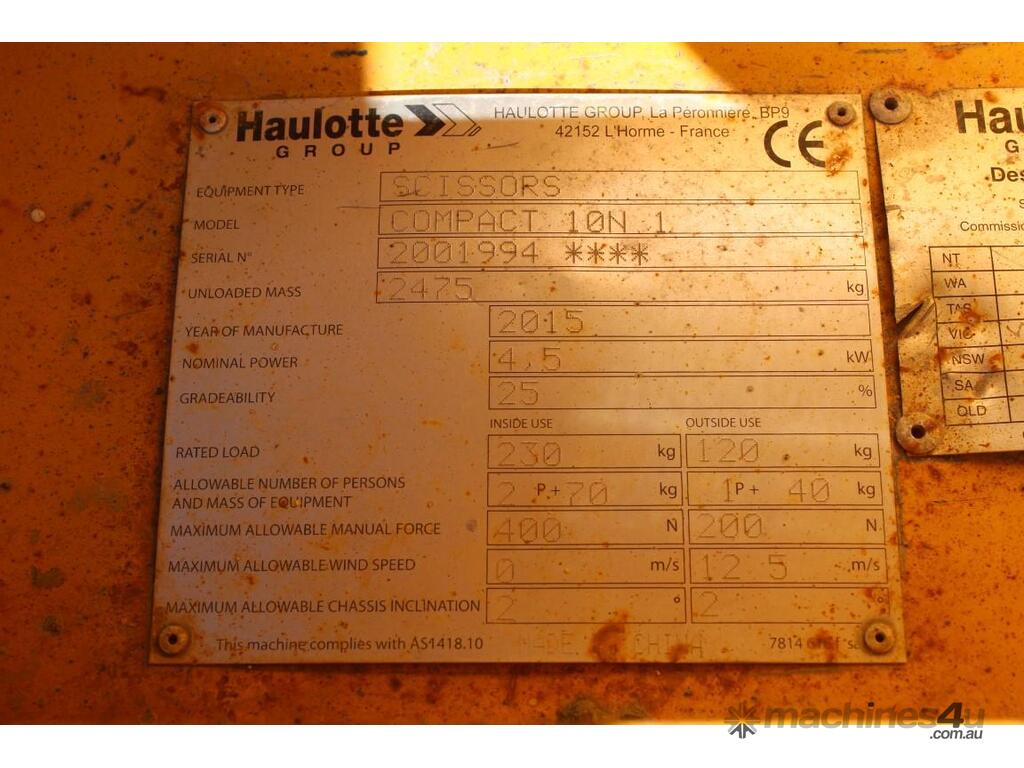 Haulotte
GROUP
HAULOTTE GROUP, La Péronnière, BP9
42152 L'Horme - France
CE
EQUIPMENT TYPE SCISSORS
MODEL COMPACT 10N 1
SERIAL N° 2001994 ****
UNLOADED MASS 2475 kg
YEAR OF MANUFACTURE 2015
NOMINAL POWER 4,5 kW
GRADEABILITY 25 %
INSIDE USE OUTSIDE USE
RATED LOAD 230 kg 120 kg
ALLOWABLE NUMBER OF PERSONS
AND MASS OF EQUIPMENT 2 P+ 70 kg 1 P+ 40 kg
MAXIMUM ALLOWABLE MANUAL FORCE 400 N 200 N
MAXIMUM ALLOWABLE WIND SPEED 0 m/s 12 5 m/s
MAXIMUM ALLOWABLE CHASSIS INCLINATION 2 ° 2 °
This machine complies with AS1418.10 MADE CHINA 7814
Hau
G
Des
S
Commission
NT
WA
TAS
VIC
NSW
SA
QLD
machines4u
.com.au